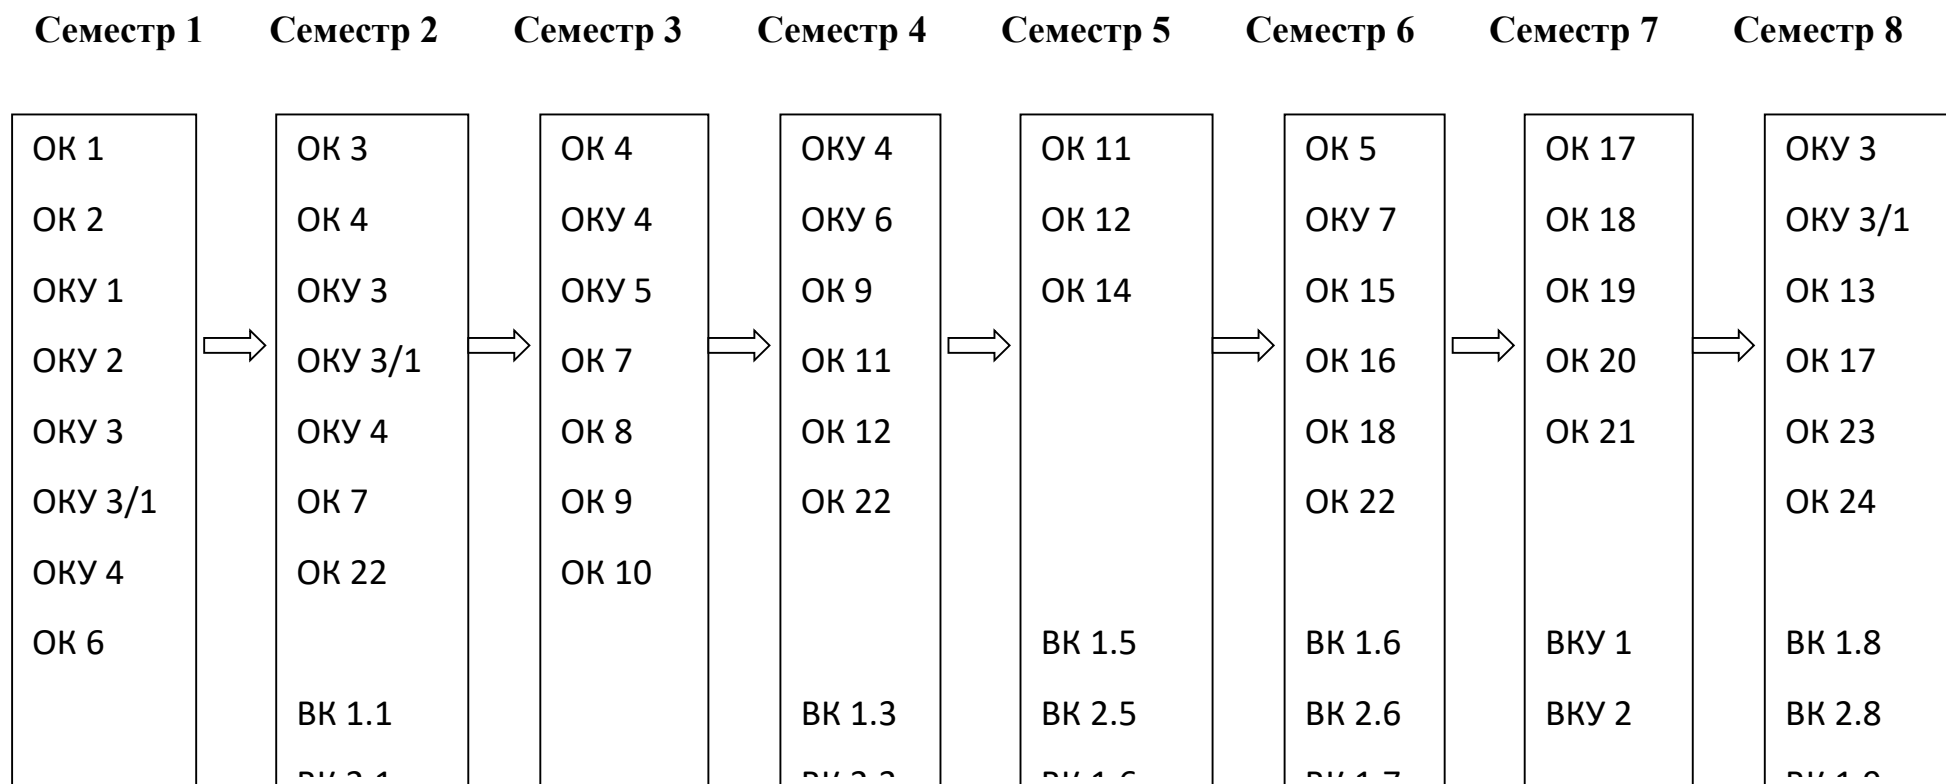 Семестр 1 Семестр 2 Семестр 3 Семестр 4 Семестр 5 Семестр 6 Семестр 7 Семестр 8
ОК 1
ОК 2
ОКУ 1
ОКУ 2
ОКУ 3
ОКУ 3/1
ОКУ 4
ОК 6
ОК 3
ОК 4
ОКУ 3
ОКУ 3/1
ОКУ 4
ОК 7
ОК 22
ВК 1.1
ОК 4
ОКУ 4
ОКУ 5
ОК 7
ОК 8
ОК 9
ОК 10
ОКУ 4
ОКУ 6
ОК 9
ОК 11
ОК 12
ОК 22
ВК 1.3
ОК 11
ОК 12
ОК 14
ВК 1.5
ВК 2.5
ОК 5
ОКУ 7
ОК 15
ОК 16
ОК 18
ОК 22
ВК 1.6
ВК 2.6
ОК 17
ОК 18
ОК 19
ОК 20
ОК 21
ВКУ 1
ВКУ 2
ОКУ 3
ОКУ 3/1
ОК 13
ОК 17
ОК 23
ОК 24
ВК 1.8
ВК 2.8